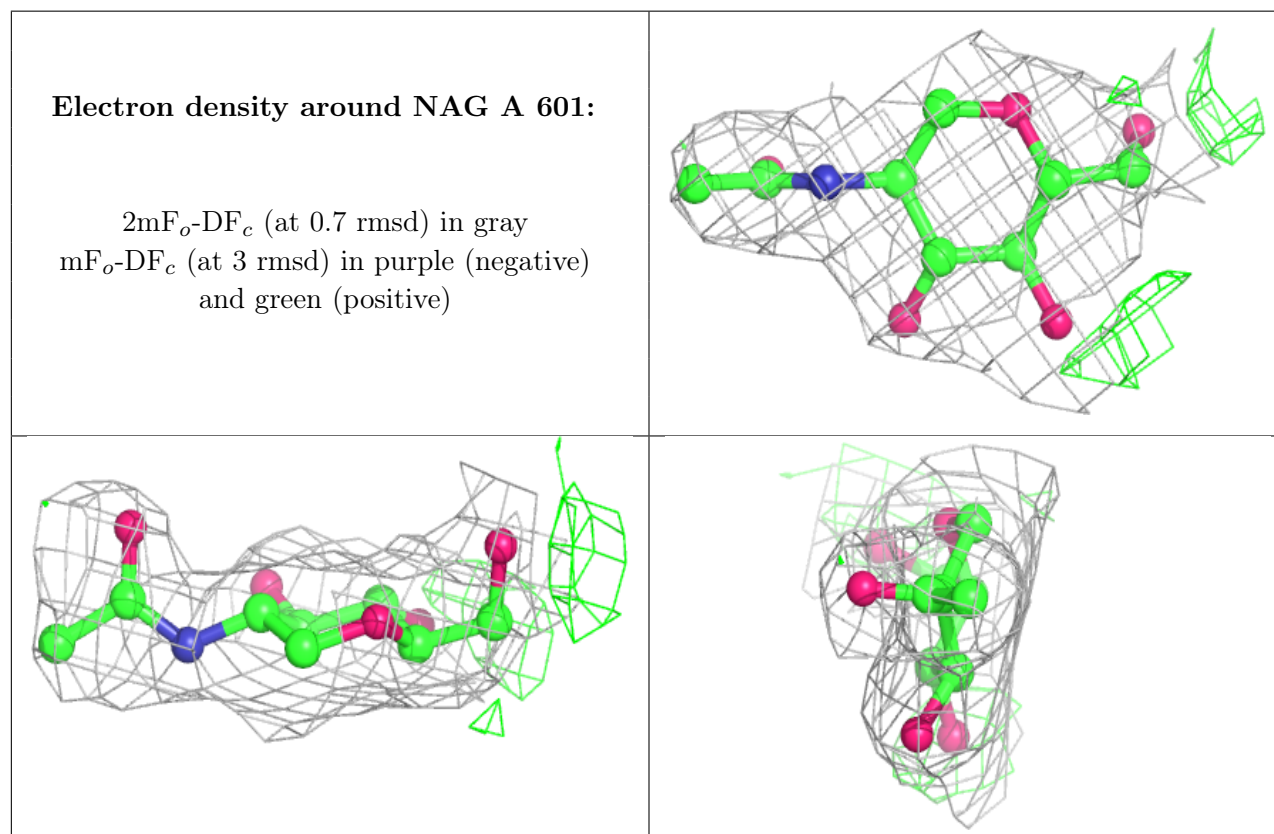 Electron density around NAG A 601:
2mFo-DFc (at 0.7 rmsd) in gray
mFo-DFc (at 3 rmsd) in purple (negative)
and green (positive)